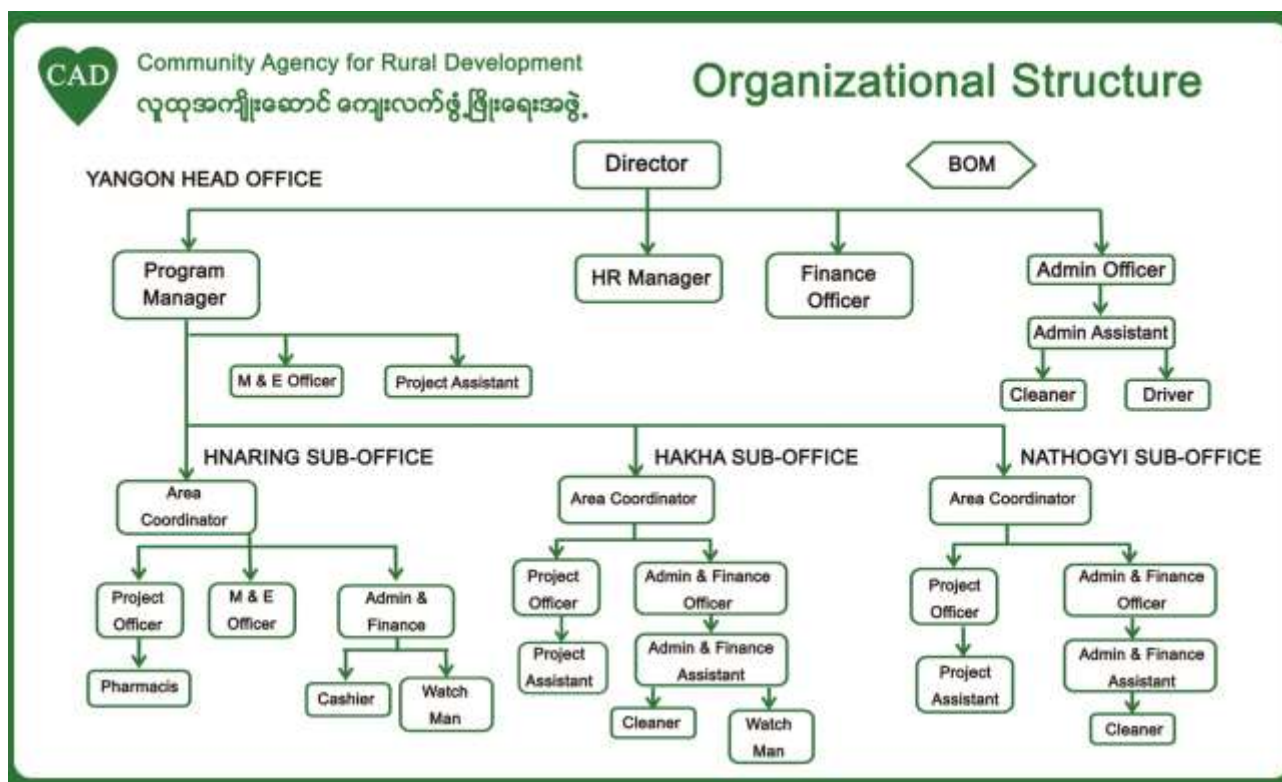 CAD
Community Agency for Rural Development
လူထုအကျိုးဆောင် ကျေးလက်ဖွံ့ဖြိုးရေးအဖွဲ့
Organizational Structure
YANGON HEAD OFFICE
Director
BOM
Program
Manager
HR Manager
Finance
Officer
Admin Officer
Admin Assistant
Cleaner
Driver
M & E Officer
Project Assistant
HNARING SUB-OFFICE
Area
Coordinator
Project
Officer
M & E
Officer
Admin &
Finance
Pharmacis
Cashier
Watch
Man
HAKHA SUB-OFFICE
Area Coordinator
Project
Officer
Admin & Finance
Officer
Project
Assistant
Admin & Finance
Assistant
Cleaner
Watch
Man
NATHOGYI SUB-OFFICE
Area Coordinator
Project
Officer
Admin & Finance
Officer
Project
Assistant
Admin & Finance
Assistant
Cleaner